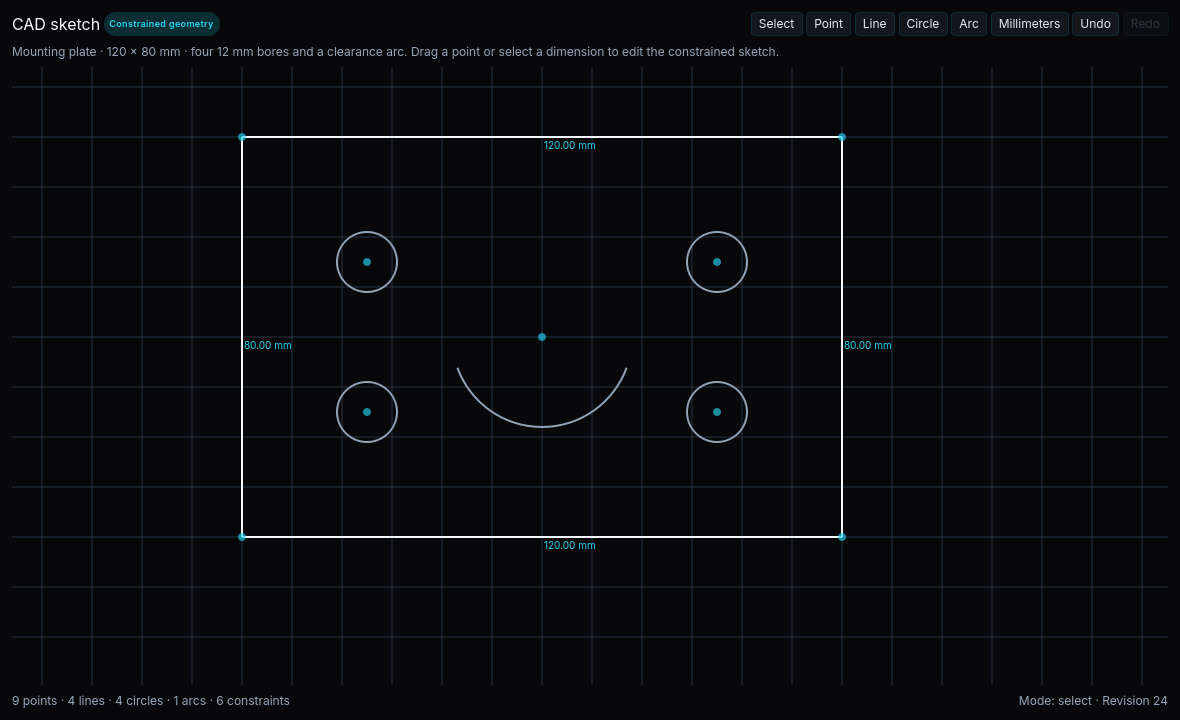 CAD sketch Constrained geometry Select Point Line Circle Arc Millimeters Undo Redo
Mounting plate · 120 × 80 mm · four 12 mm bores and a clearance arc. Drag a point or select a dimension to edit the constrained sketch.
120.00 mm
80.00 mm 80.00 mm
120.00 mm
9 points · 4 lines · 4 circles · 1 arcs · 6 constraints Mode: select · Revision 24